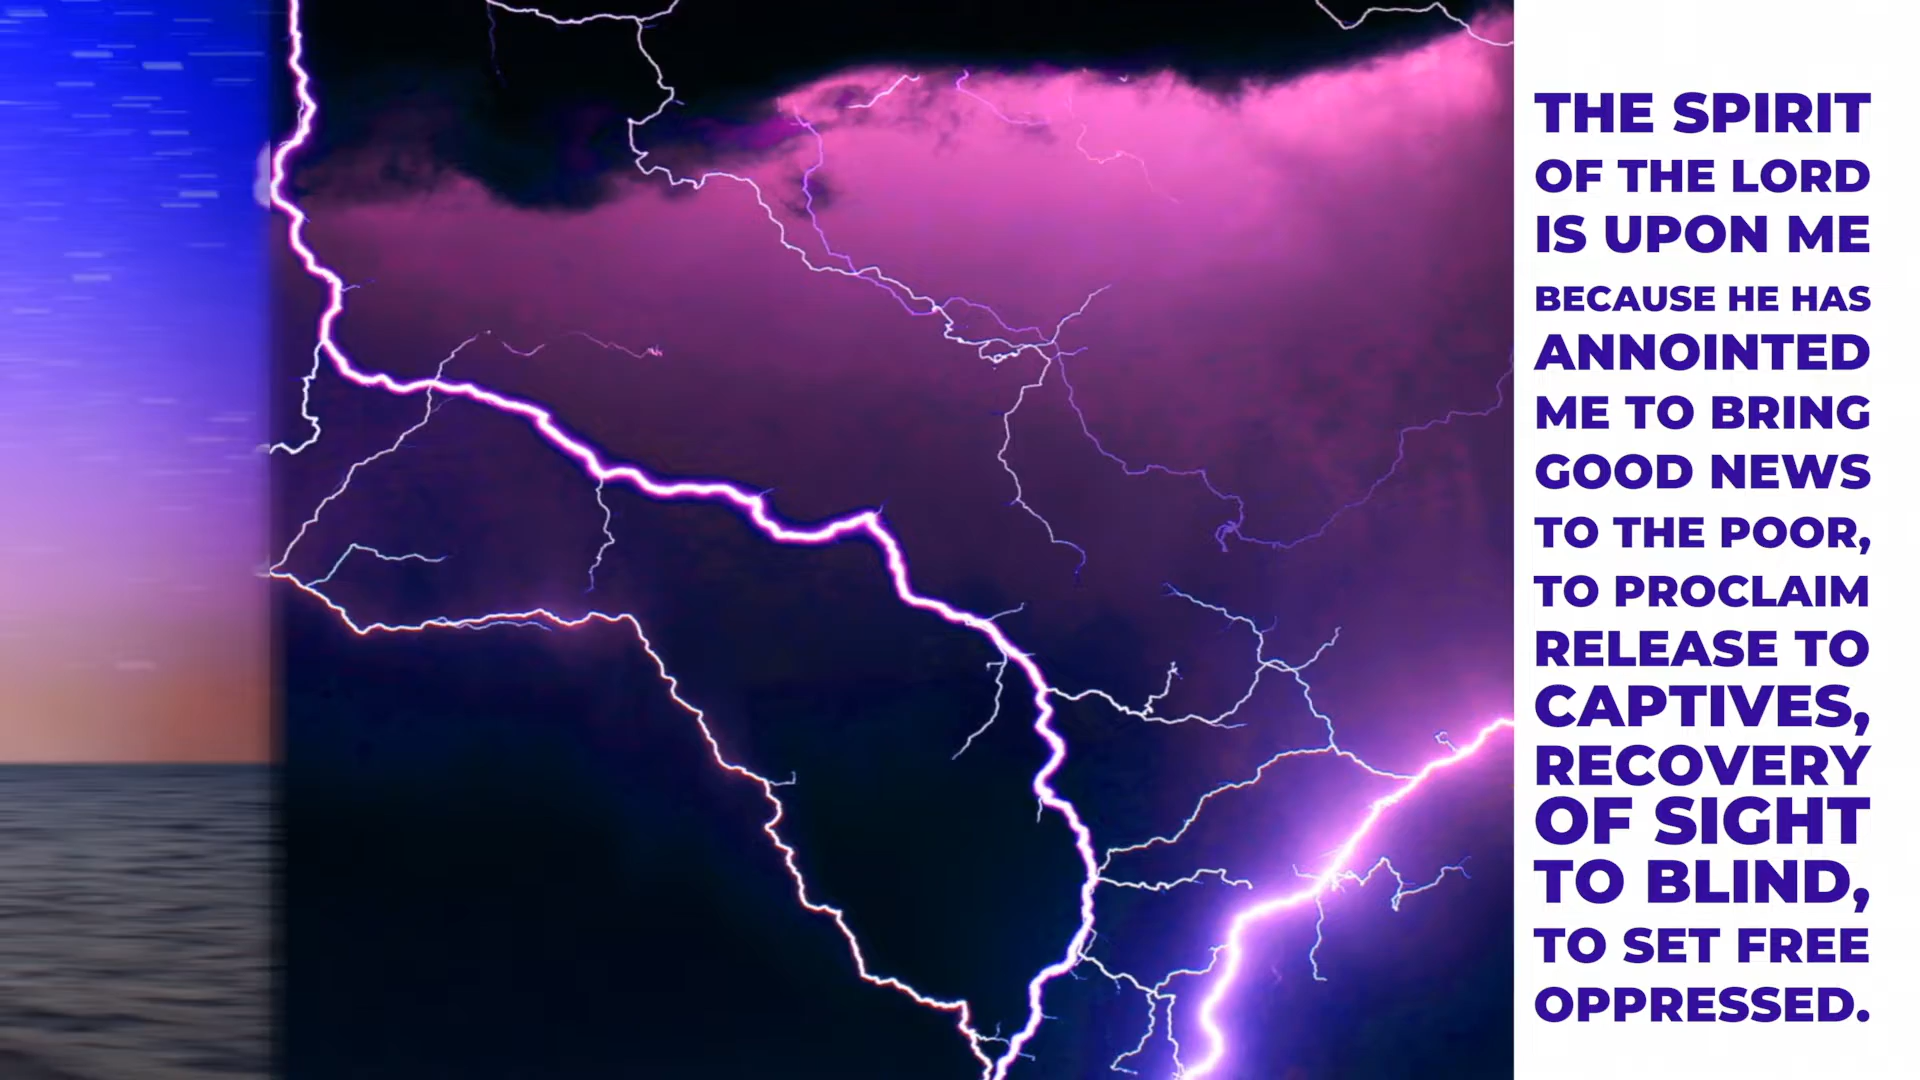 THE SPIRIT
OF THE LORD
IS UPON ME
BECAUSE HE HAS
ANNOINTED
ME TO BRING
GOOD NEWS
TO THE POOR,
TO PROCLAIM
RELEASE TO
CAPTIVES,
RECOVERY
OF SIGHT
TO BLIND,
TO SET FREE
OPPRESSED.